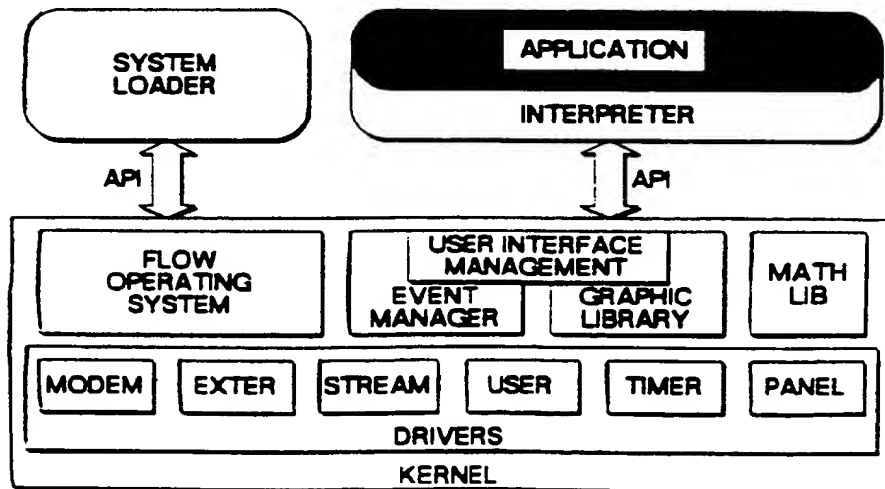 SYSTEM
LOADER
APPLICATION
INTERPRETER
API
API
FLOW
OPERATING
SYSTEM
USER INTERFACE
MANAGEMENT
EVENT
MANAGER
GRAPHIC
LIBRARY
MATH
LIB
MODEM
EXTER
STREAM
USER
TIMER
PANEL
DRIVERS
KERNEL